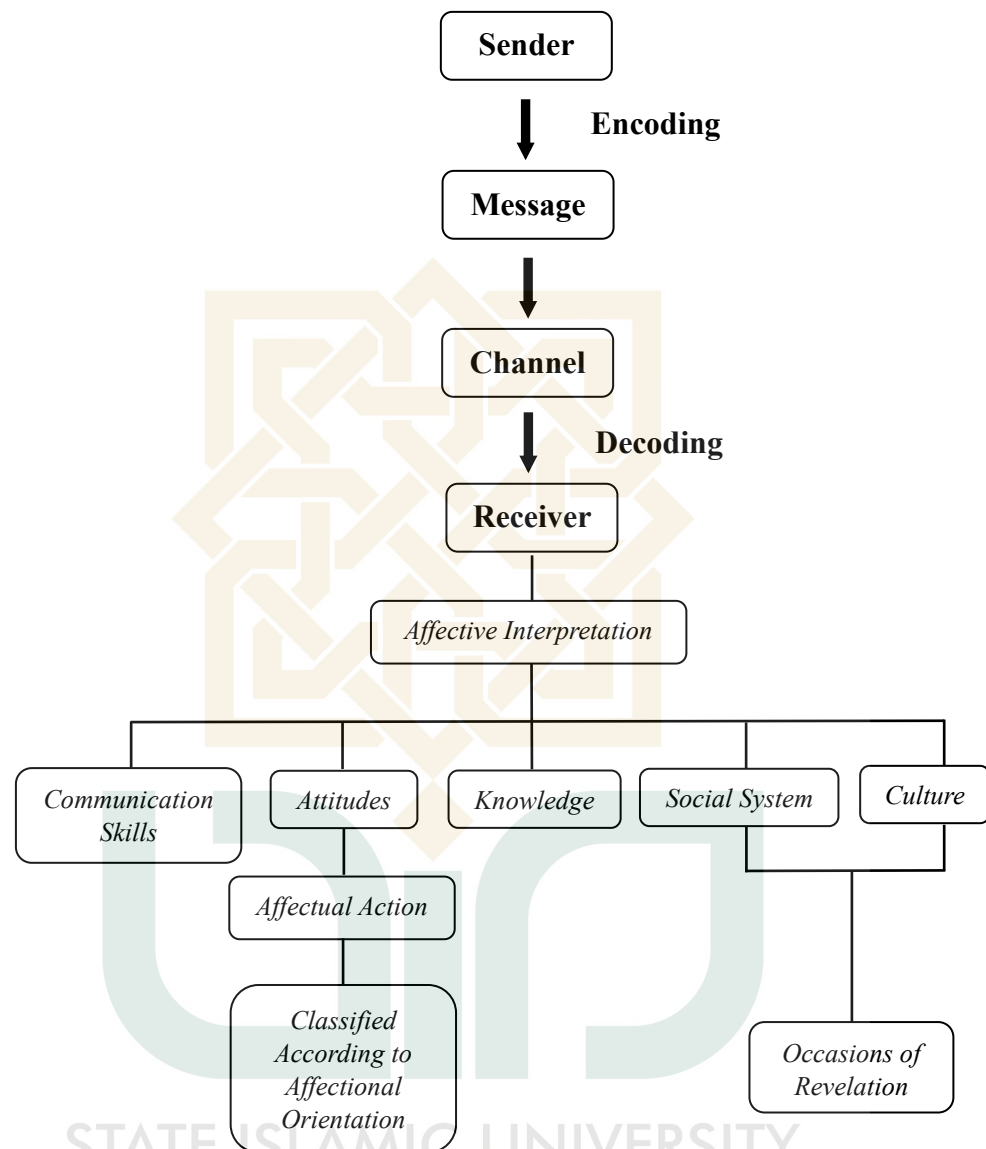 Sender
Encoding
Message
Channel
Decoding
Receiver
Affective Interpretation
Communication
Skills
Attitudes
Knowledge
Social System
Culture
Affectual Action
Classified
According to
Affectional
Orientation
Occasions of
Revelation
STATE ISLAMIC UNIVERSITY